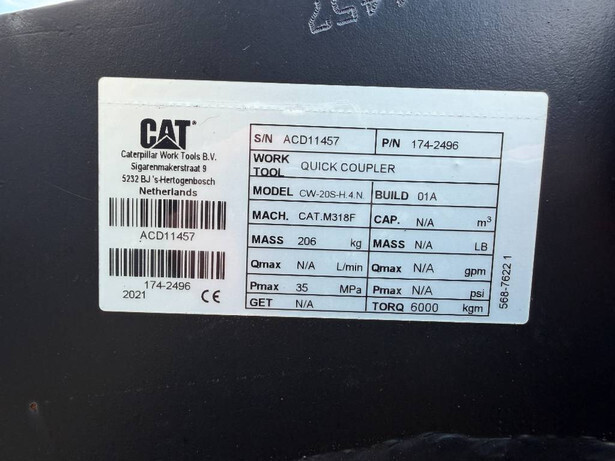 457
CAT
Caterpillar Work Tools B.V.
Sigarenmakerstraat 9
5232 BJ 's-Hertogenbosch
Netherlands
ACD11457
174-2496
2021 CE
S/N ACD11457 P/N 174-2496
WORK TOOL QUICK COUPLER
MODEL CW-20S-H.4.N. BUILD 01A
MACH. CAT.M318F CAP. N/A m³
MASS 206 kg MASS N/A LB
Qmax N/A L/min Qmax N/A gpm
Pmax 35 MPa Pmax N/A psi
GET N/A TORQ 6000 kgm
568-7622 1